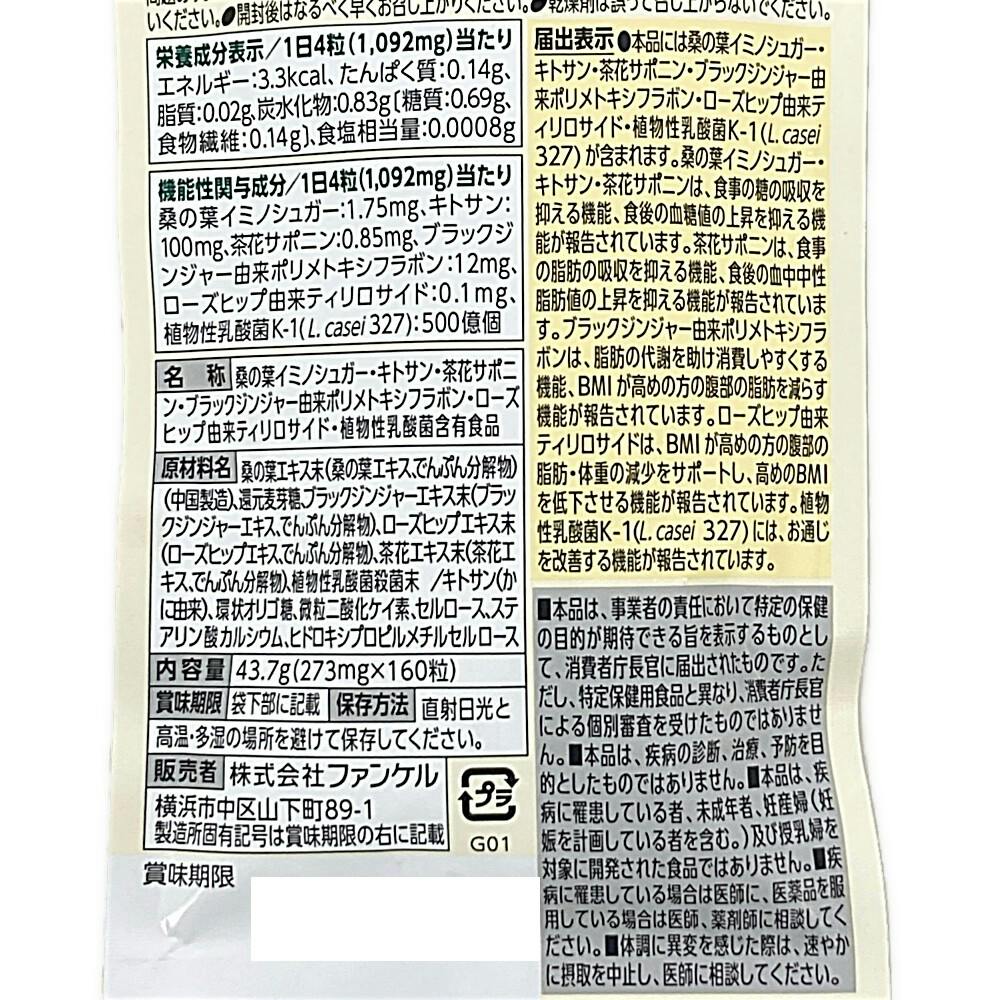 いください。●開封後はなるべく早くお召し上がりください。●乾燥剤は誤って召し上がらないでください。
栄養成分表示/1日4粒(1,092mg)当たり
エネルギー:3.3kcal、たんぱく質:0.14g、
脂質:0.02g、炭水化物:0.83g〔糖質:0.69g、
食物繊維:0.14g〕、食塩相当量:0.0008g
機能性関与成分/1日4粒(1,092mg)当たり
桑の葉イミノシュガー:1.75mg、キトサン:
100mg、茶花サポニン:0.85mg、ブラックジ
ンジャー由来ポリメトキシフラボン:12mg、
ローズヒップ由来ティリロサイド:0.1mg、
植物性乳酸菌K-1(L.casei 327):500億個
名 称 桑の葉イミノシュガー・キトサン・茶花サポニ
ン・ブラックジンジャー由来ポリメトキシフラボン・ローズ
ヒップ由来ティリロサイド・植物性乳酸菌含有食品
原材料名 桑の葉エキス末(桑の葉エキス、でんぷん分解物)
(中国製造)、還元麦芽糖、ブラックジンジャーエキス末(ブラッ
クジンジャーエキス、でんぷん分解物)、ローズヒップエキス末
(ローズヒップエキス、でんぷん分解物)、茶花エキス末(茶花エ
キス、でんぷん分解物)、植物性乳酸菌殺菌末 /キトサン(か
に由来)、環状オリゴ糖、微粒二酸化ケイ素、セルロース、ステ
アリン酸カルシウム、ヒドロキシプロピルメチルセルロース
内容量 43.7g(273mg×160粒)
賞味期限 袋下部に記載 保存方法 直射日光と
高温・多湿の場所を避けて保存してください。
販売者 株式会社ファンケル
横浜市中区山下町89-1
製造所固有記号は賞味期限の右に記載
プラ
G01
賞味期限
届出表示 ●本品には桑の葉イミノシュガー・
キトサン・茶花サポニン・ブラックジンジャー由
来ポリメトキシフラボン・ローズヒップ由来テ
ィリロサイド・植物性乳酸菌K-1(L.casei
327)が含まれます。桑の葉イミノシュガー・
キトサン・茶花サポニンは、食事の糖の吸収を
抑える機能、食後の血糖値の上昇を抑える機
能が報告されています。茶花サポニンは、食事
の脂肪の吸収を抑える機能、食後の血中中性
脂肪値の上昇を抑える機能が報告されていま
す。ブラックジンジャー由来ポリメトキシフラ
ボンは、脂肪の代謝を助け消費しやすくする
機能、BMIが高めの方の腹部の脂肪を減らす
機能が報告されています。ローズヒップ由来
ティリロサイドは、BMIが高めの方の腹部の
脂肪・体重の減少をサポートし、高めのBMI
を低下させる機能が報告されています。植物
性乳酸菌K-1(L.casei 327)には、お通じ
を改善する機能が報告されています。
■本品は、事業者の責任において特定の保健
の目的が期待できる旨を表示するものとし
て、消費者庁長官に届出されたものです。た
だし、特定保健用食品と異なり、消費者庁長官
による個別審査を受けたものではありませ
ん。■本品は、疾病の診断、治療、予防を目
的としたものではありません。■本品は、疾
病に罹患している者、未成年者、妊産婦(妊
娠を計画している者を含む。)及び授乳婦を
対象に開発された食品ではありません。■疾
病に罹患している場合は医師に、医薬品を服
用している場合は医師、薬剤師に相談してく
ださい。■体調に異変を感じた際は、速やか
に摂取を中止し、医師に相談してください。